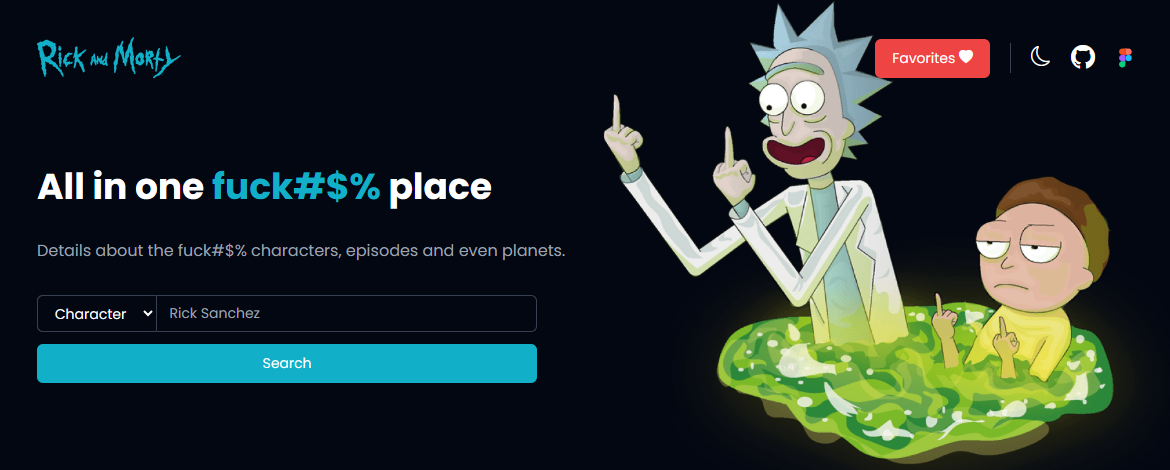 Rick and Morty
Favorites
All in one fuck#$% place
Details about the fuck#$% characters, episodes and even planets.
Character
Rick Sanchez
Search